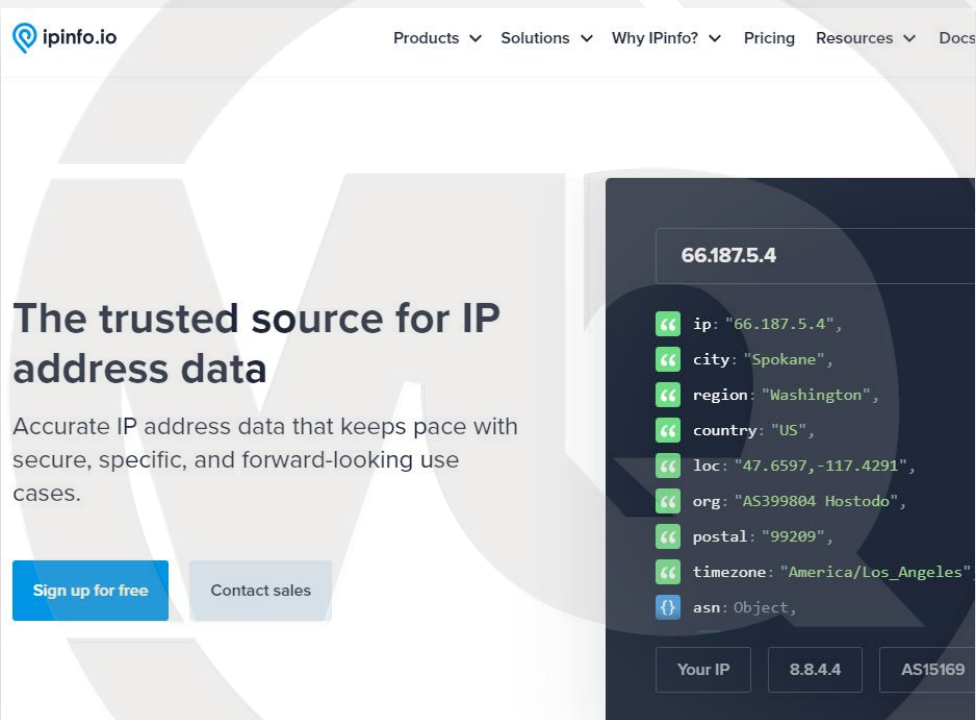 ipinfo.io
Products Solutions Why IPinfo? Pricing Resources Docs
The trusted source for IP
address data
Accurate IP address data that keeps pace with
secure, specific, and forward-looking use
cases.
Sign up for free Contact sales
66.187.5.4
ip: "66.187.5.4",
city: "Spokane",
region: "Washington",
country: "US",
loc: "47.6597,-117.4291",
org: "AS399804 Hostodo",
postal: "99209",
timezone: "America/Los_Angeles"
{} asn: Object,
Your IP 8.8.4.4 AS15169